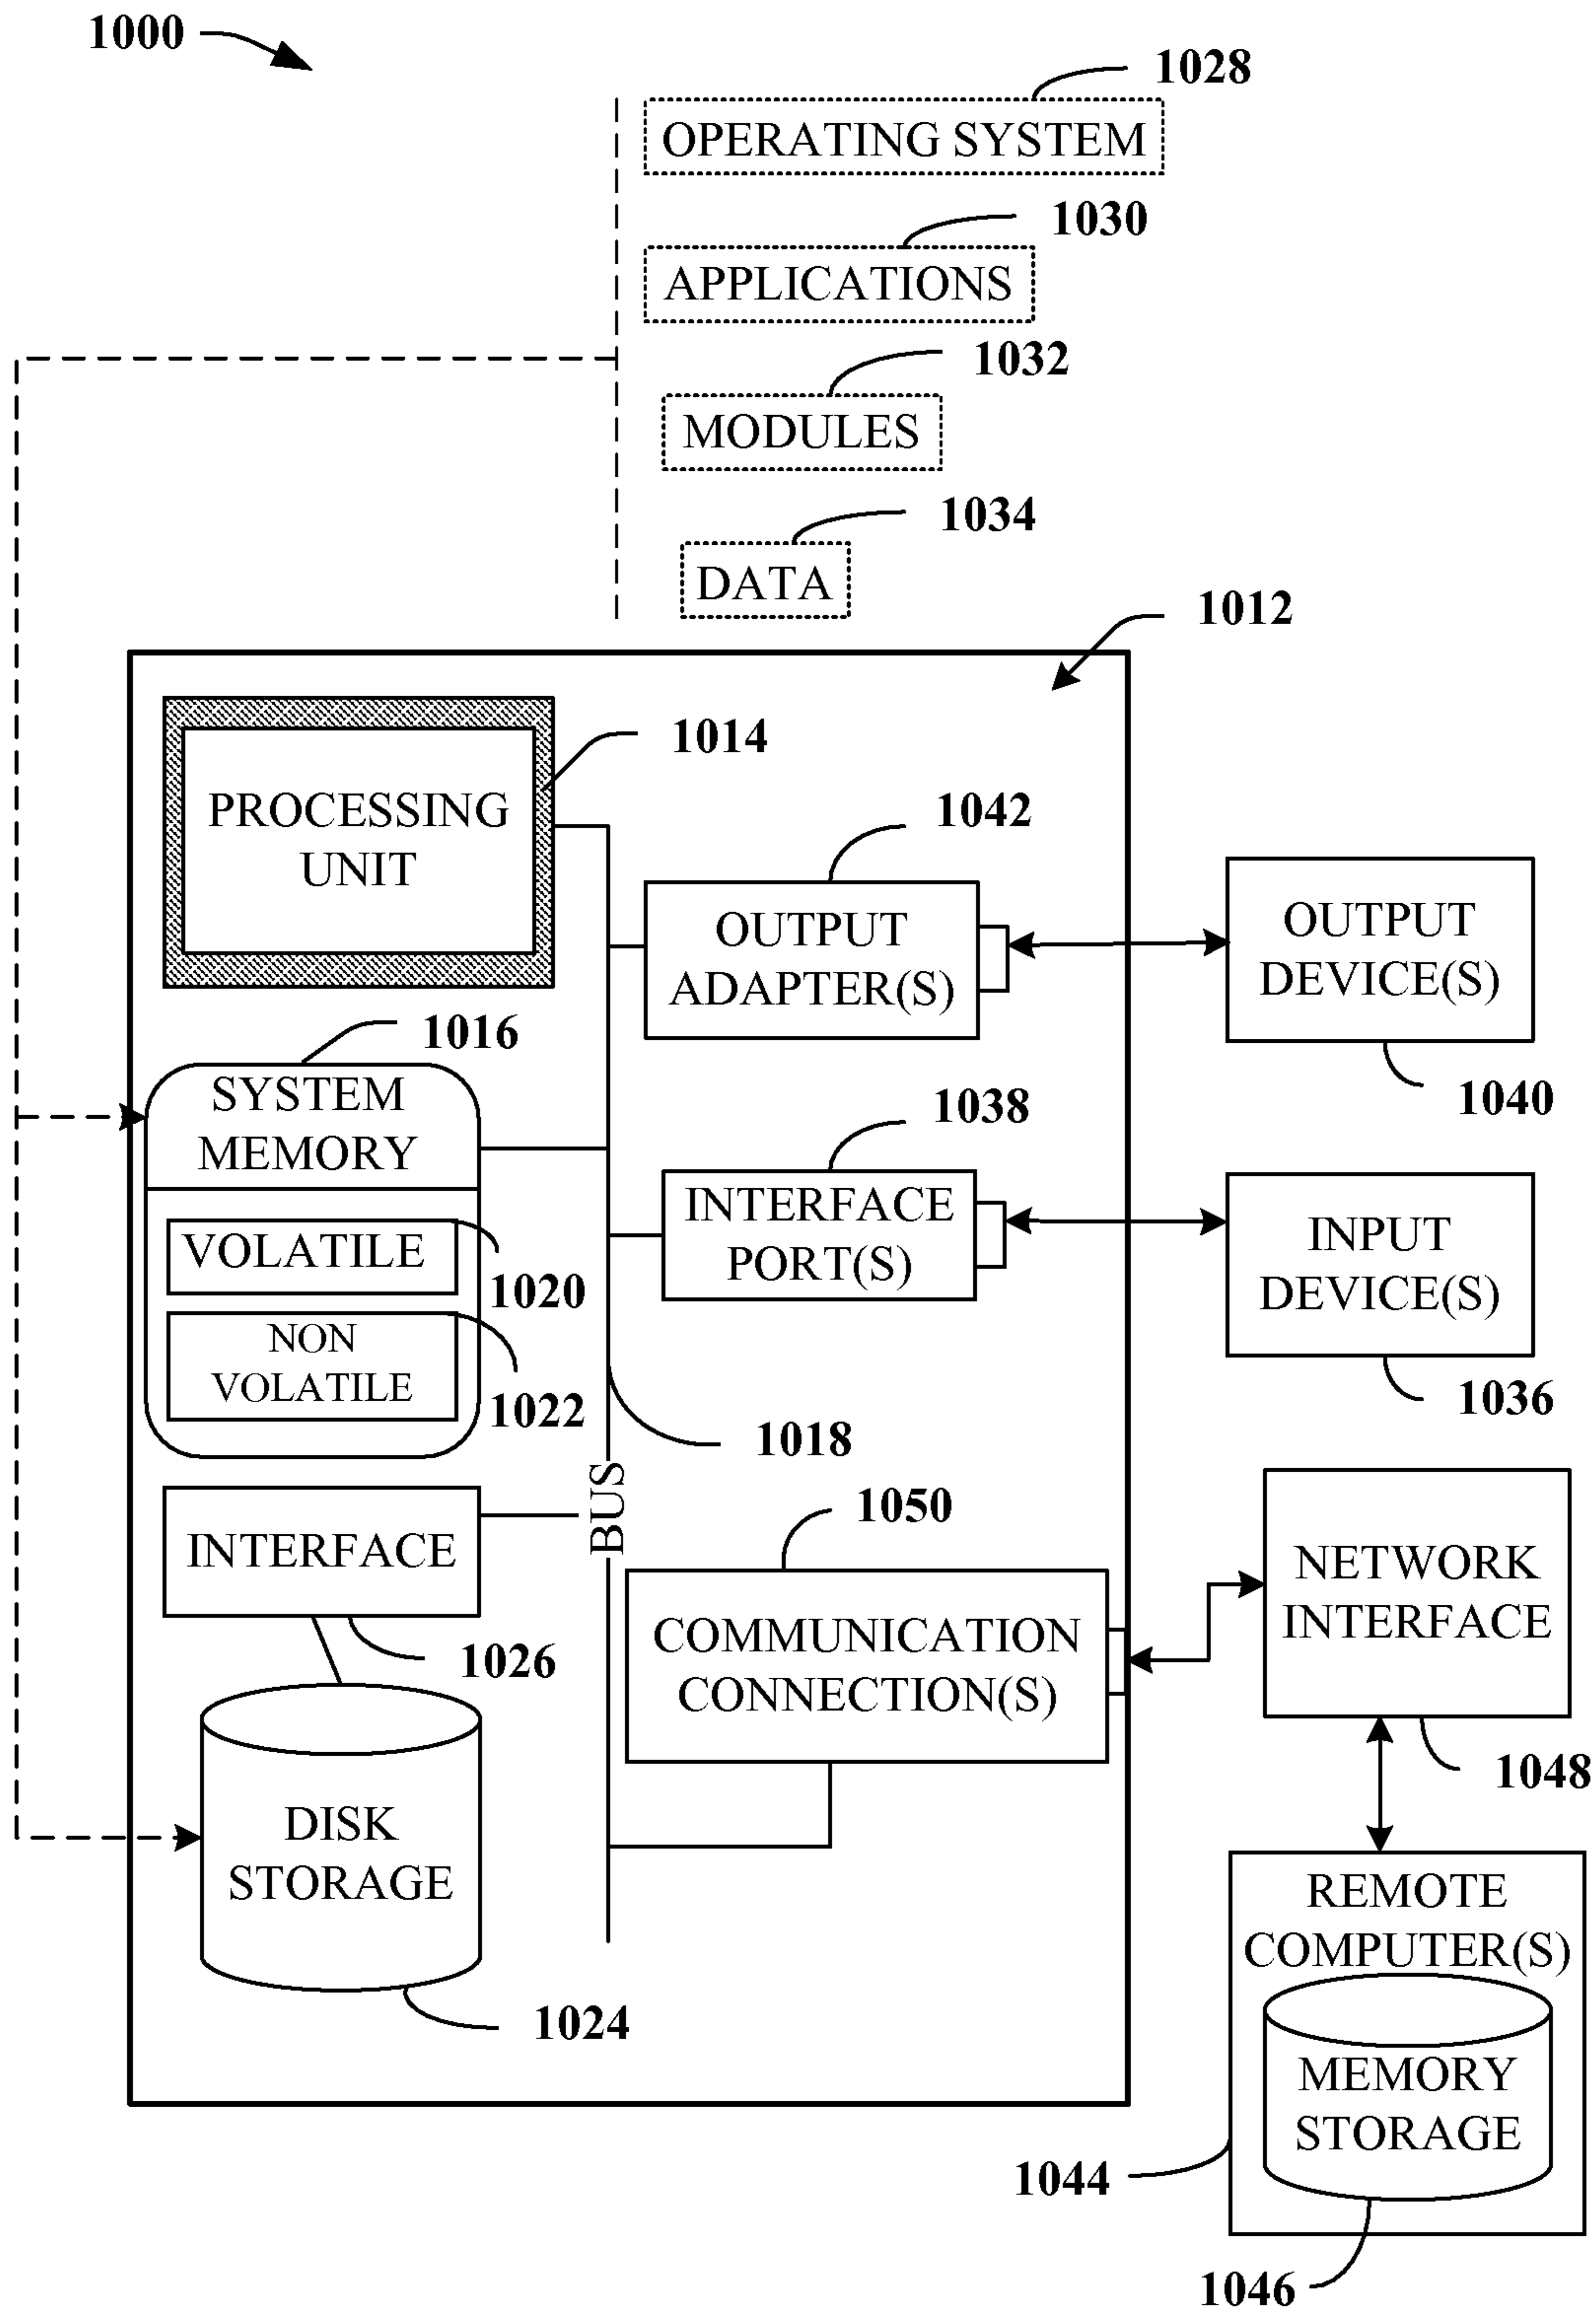 1000
1028
OPERATING SYSTEM
1030
APPLICATIONS
1032
MODULES
1034
DATA
1012
1014
PROCESSING
UNIT
1042
OUTPUT
ADAPTER(S)
OUTPUT
DEVICE(S)
1040
1016
SYSTEM
MEMORY
1038
INTERFACE
PORT(S)
INPUT
DEVICE(S)
1036
VOLATILE
1020
NON
VOLATILE
1022
1018
BUS
INTERFACE
1026
1050
COMMUNICATION
CONNECTION(S)
NETWORK
INTERFACE
1048
DISK
STORAGE
1024
REMOTE
COMPUTER(S)
MEMORY
STORAGE
1044
1046